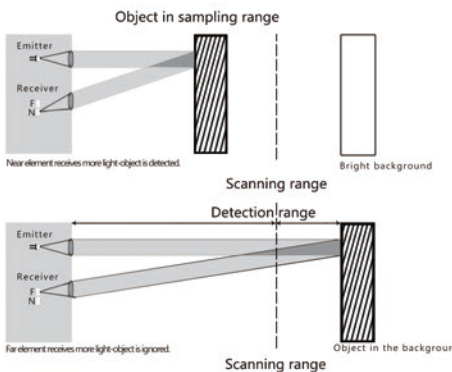 Object in sampling range
Emitter
Receiver
F
N
Near element receives more light-object is detected.
Bright background
Scanning range
Detection range
Emitter
Receiver
F
N
Far element receives more light-object is ignored.
Object in the backgroun
Scanning range